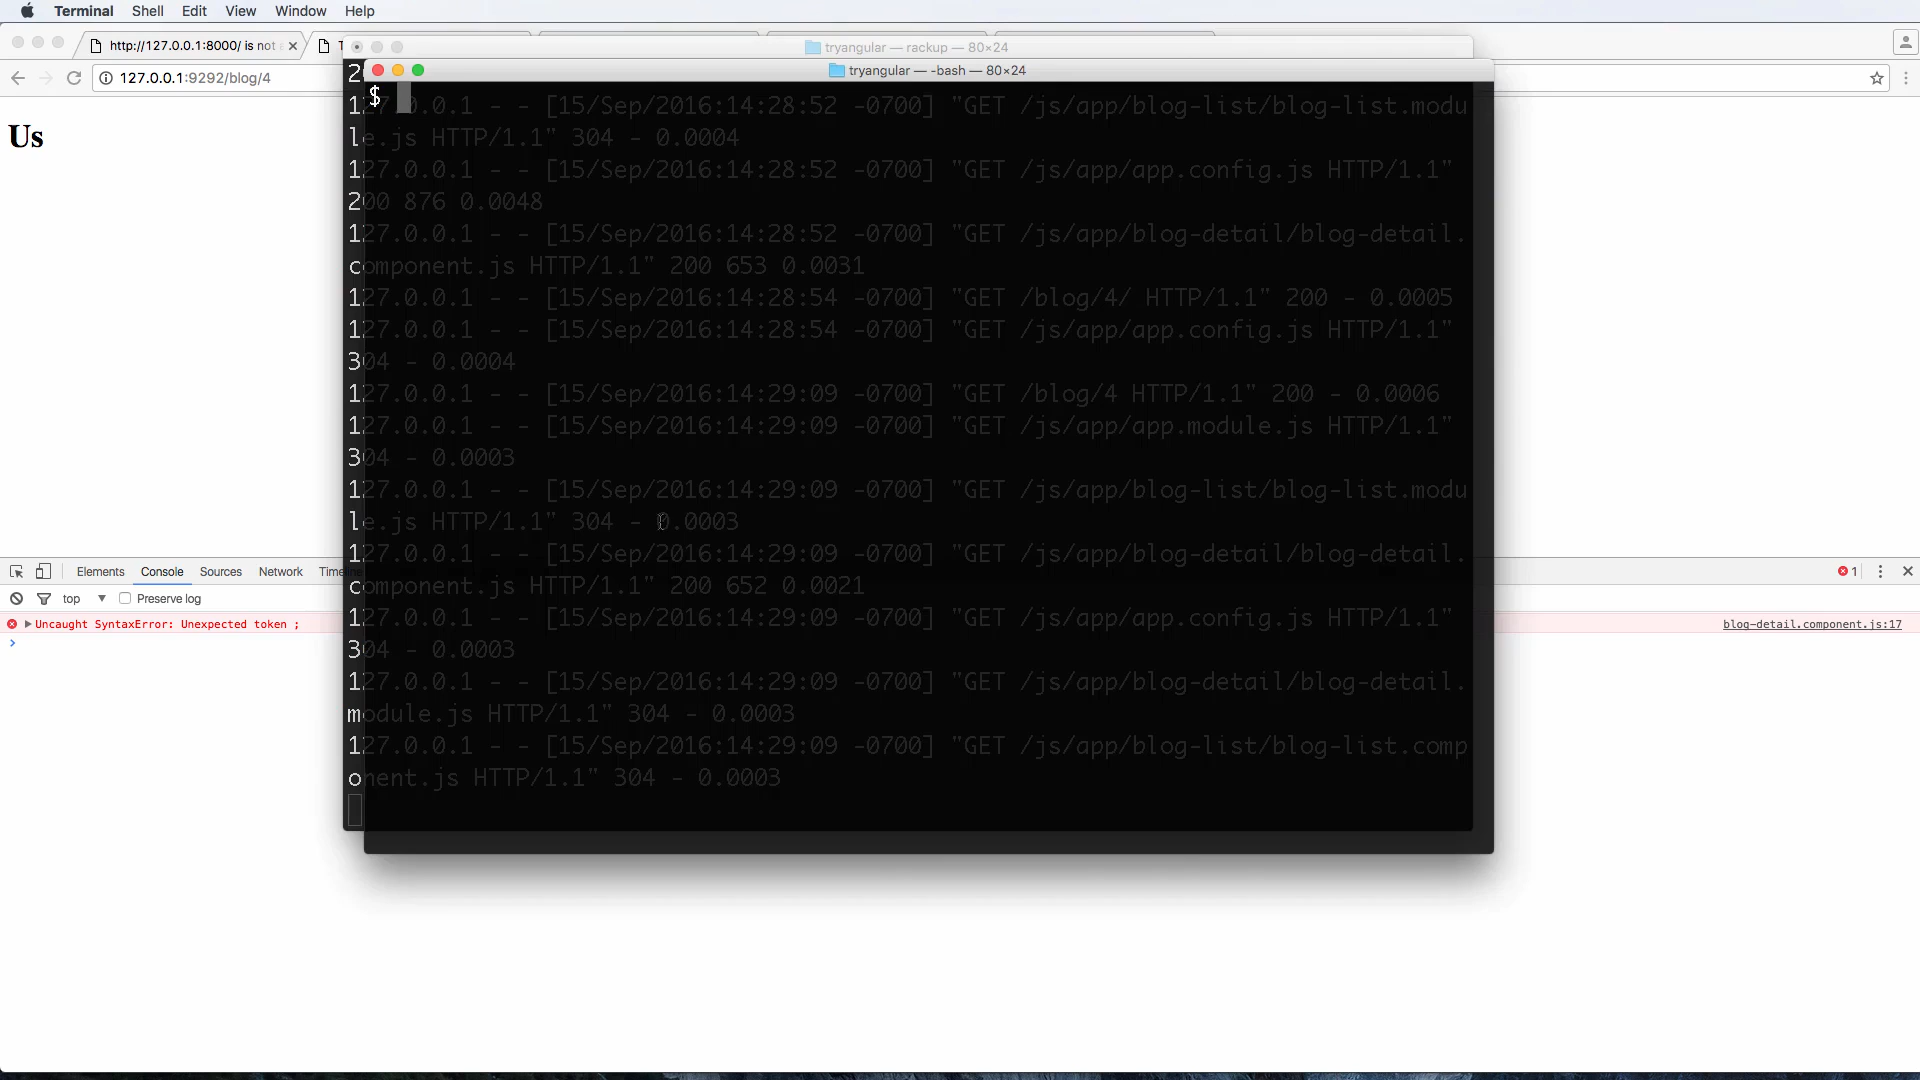 Terminal Shell Edit View Window Help
http://127.0.0.1:8000/ is not
T
127.0.0.1:9292/blog/4
Us
tryangular — rackup — 80×24
tryangular — -bash — 80×24
$
2
127.0.0.1 - - [15/Sep/2016:14:28:52 -0700] "GET /js/app/blog-list/blog-list.modu
le.js HTTP/1.1" 304 - 0.0004
127.0.0.1 - - [15/Sep/2016:14:28:52 -0700] "GET /js/app.config.js HTTP/1.1"
200 876 0.0048
127.0.0.1 - - [15/Sep/2016:14:28:52 -0700] "GET /js/app/blog-detail/blog-detail.
component.js HTTP/1.1" 200 653 0.0031
127.0.0.1 - - [15/Sep/2016:14:28:54 -0700] "GET /blog/4/ HTTP/1.1" 200 - 0.0005
127.0.0.1 - - [15/Sep/2016:14:28:54 -0700] "GET /js/app/app.config.js HTTP/1.1"
304 - 0.0004
127.0.0.1 - - [15/Sep/2016:14:29:09 -0700] "GET /blog/4 HTTP/1.1" 200 - 0.0006
127.0.0.1 - - [15/Sep/2016:14:29:09 -0700] "GET /js/app/app.module.js HTTP/1.1"
304 - 0.0003
127.0.0.1 - - [15/Sep/2016:14:29:09 -0700] "GET /js/app/blog-list/blog-list.modu
le.js HTTP/1.1" 304 - 0.0003
127.0.0.1 - - [15/Sep/2016:14:29:09 -0700] "GET /js/app/blog-detail/blog-detail.
component.js HTTP/1.1" 200 652 0.0021
127.0.0.1 - - [15/Sep/2016:14:29:09 -0700] "GET /js/app/app.config.js HTTP/1.1"
304 - 0.0003
127.0.0.1 - - [15/Sep/2016:14:29:09 -0700] "GET /js/app/blog-detail/blog-detail.
module.js HTTP/1.1" 304 - 0.0003
127.0.0.1 - - [15/Sep/2016:14:29:09 -0700] "GET /js/app/blog-list/blog-list.comp
onent.js HTTP/1.1" 304 - 0.0003
Elements Console Sources Network Timeli
1
top Preserve log
Uncaught SyntaxError: Unexpected token ;
blog-detail.component.js:17